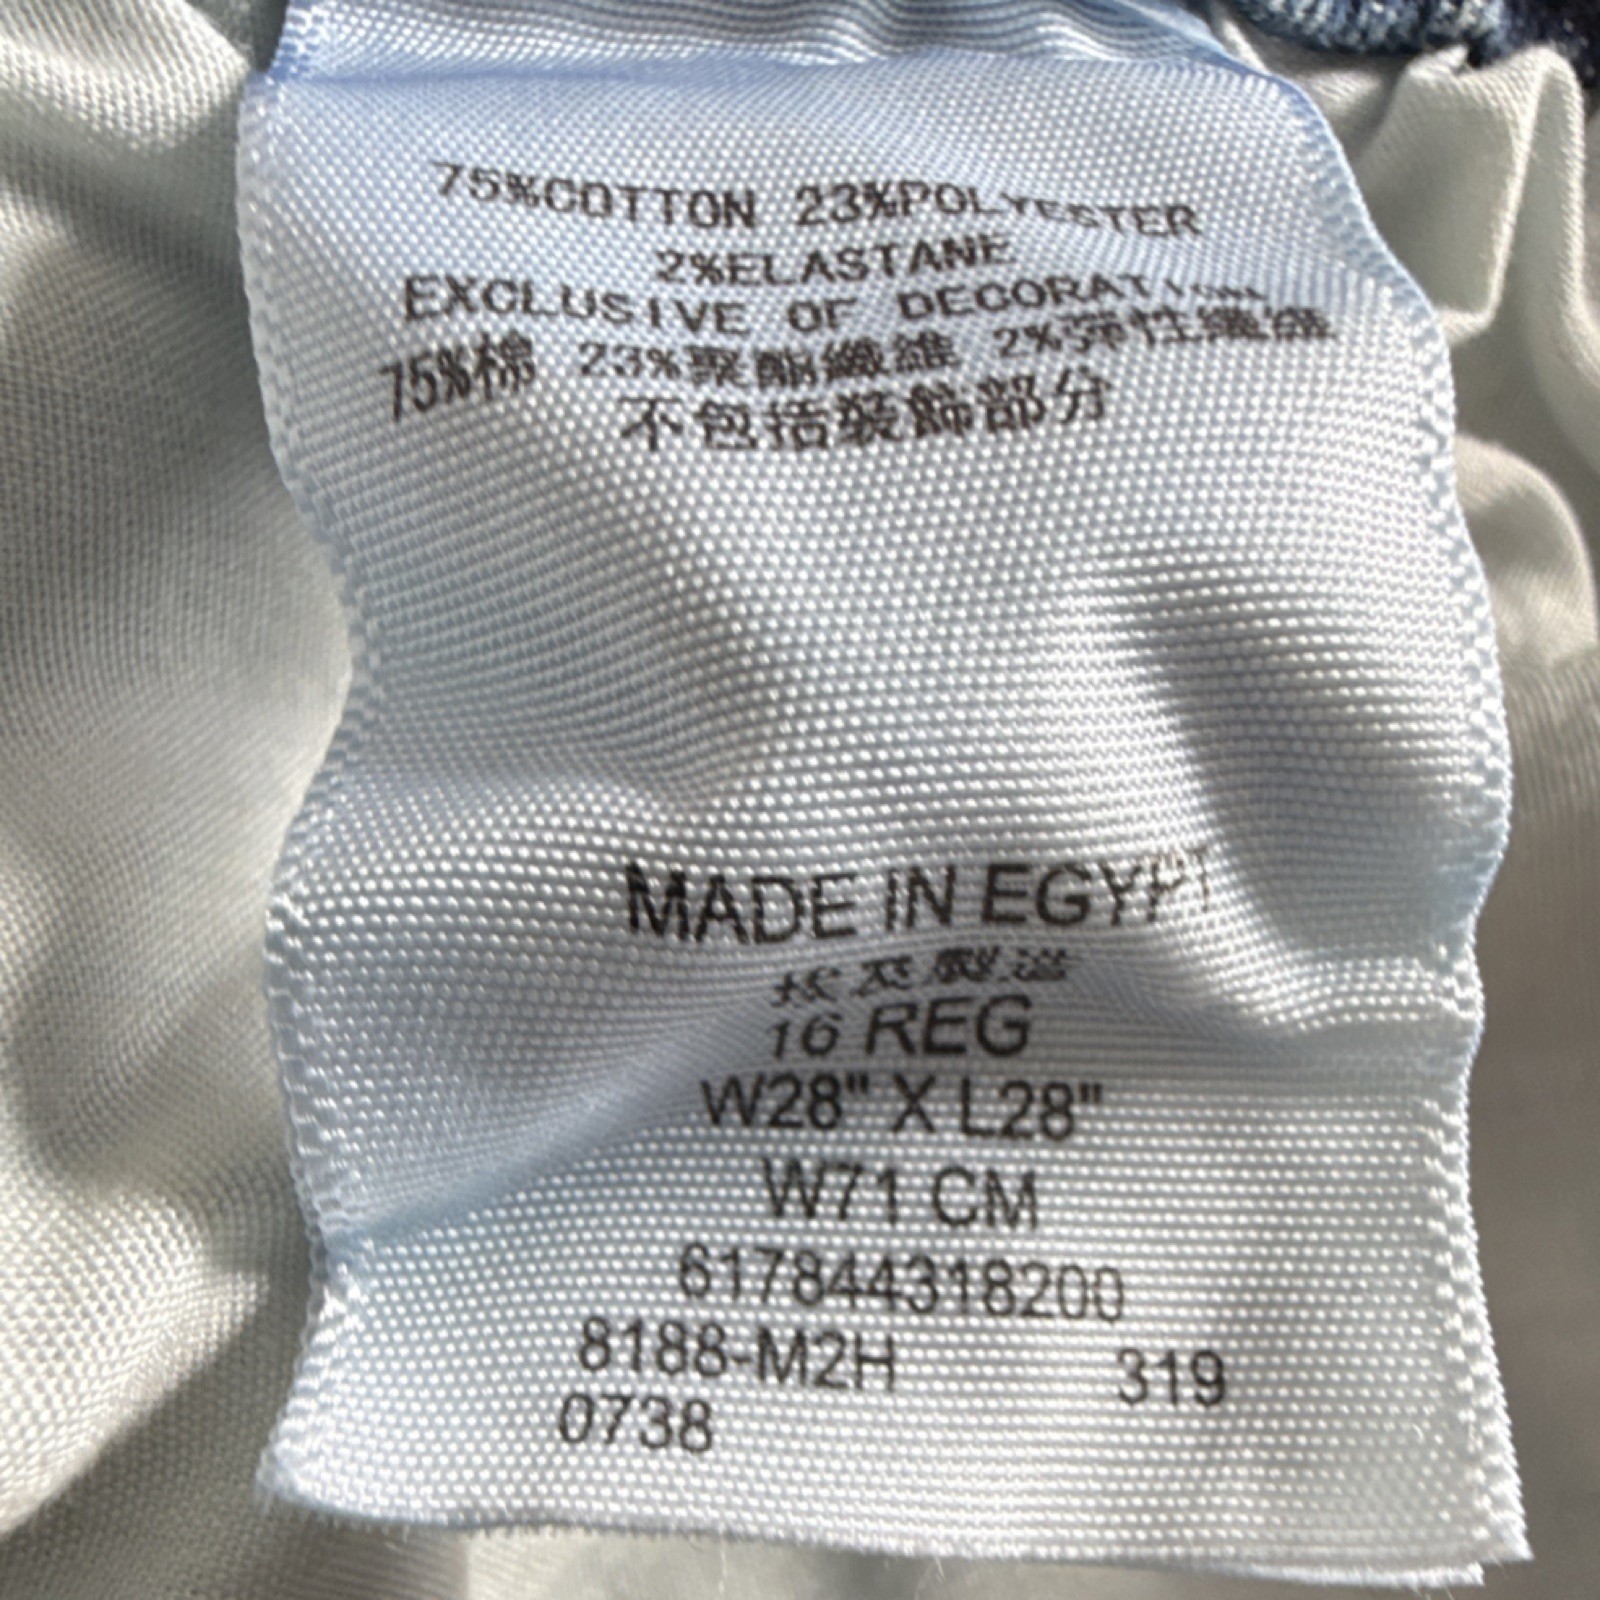 75%COTTON 23%POLYESTER
2%ELASTANE
EXCLUSIVE OF DECORATION
75%棉 23%聚酯纖維 2%彈性纖維
不包括裝飾部分
MADE IN EGYPT
埃及製造
16 REG
W28" X L28"
W71 CM
617844318200
8188-M2H 319
0738